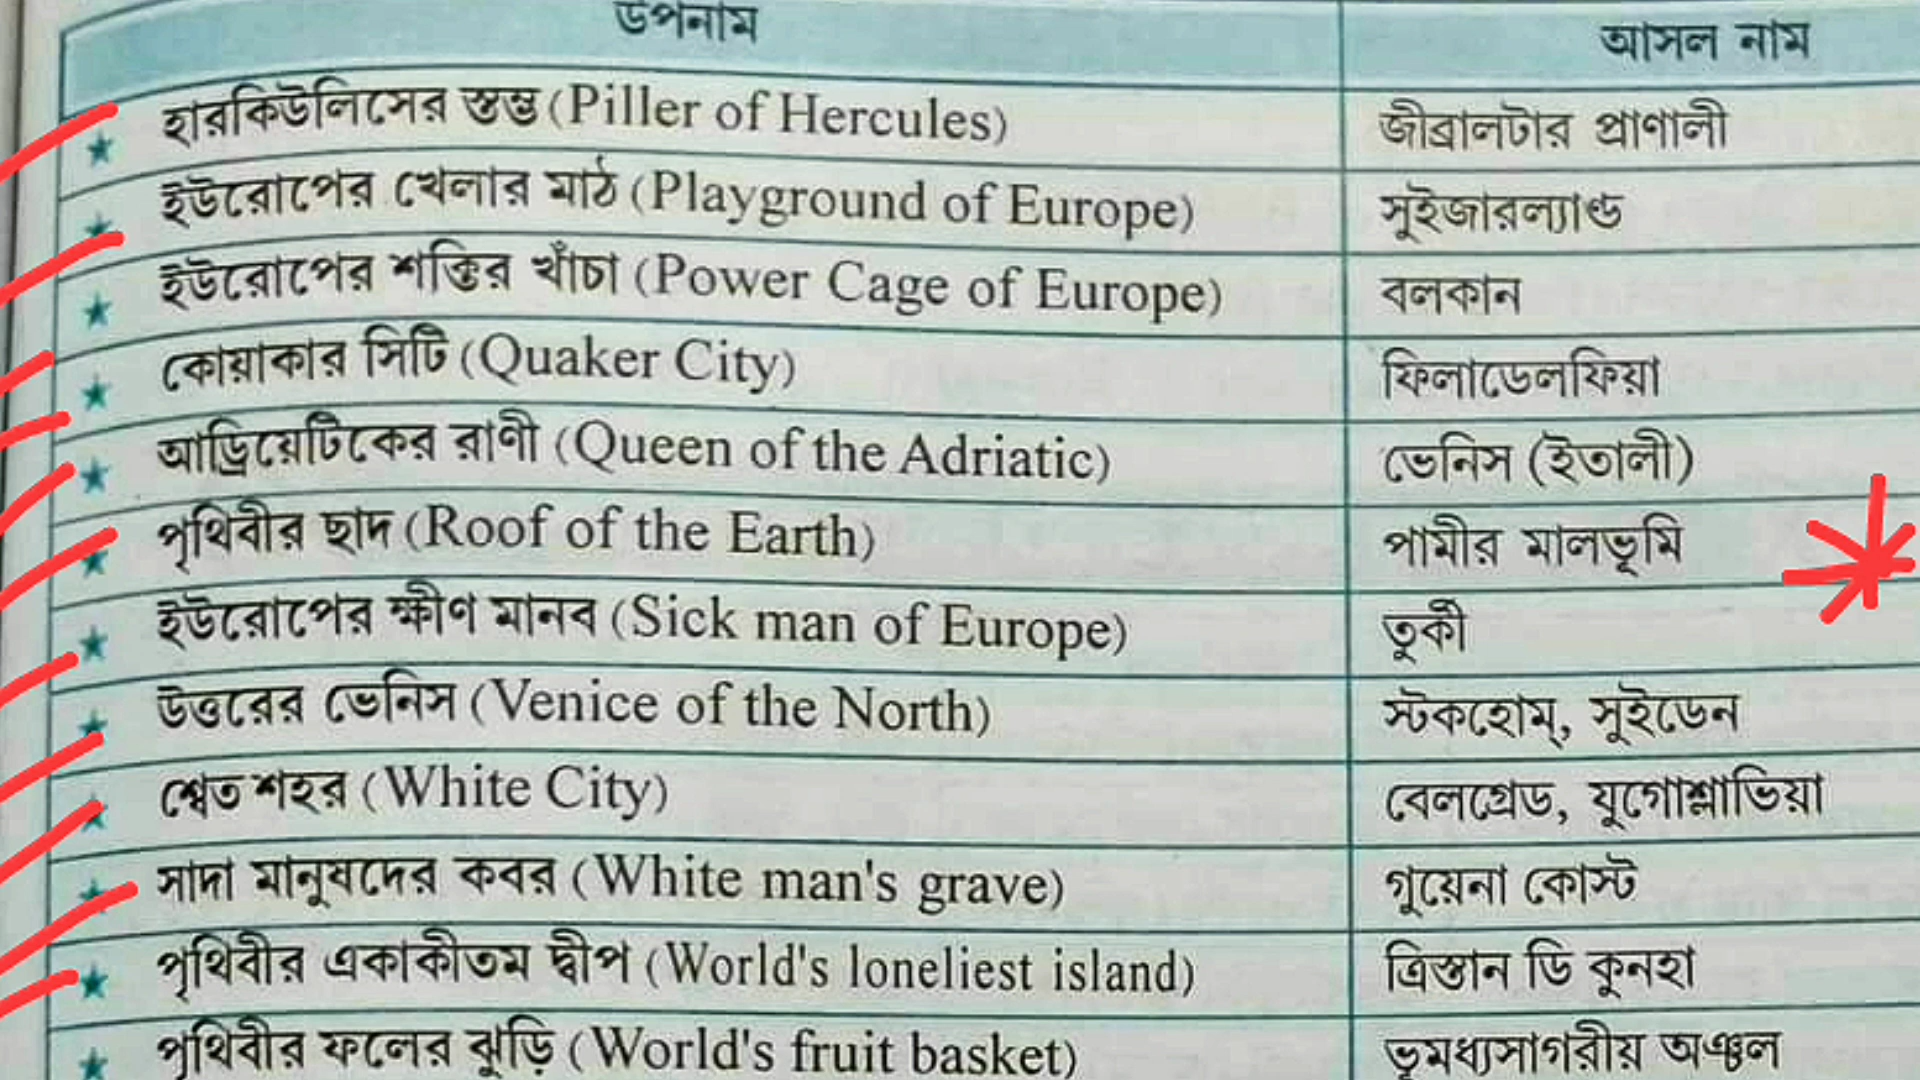 উপনাম আসল নাম
হারকিউলিসের স্তম্ভ (Piller of Hercules) জীব্রালটার প্রাণালী
ইউরোপের খেলার মাঠ (Playground of Europe) সুইজারল্যাণ্ড
ইউরোপের শক্তির খাঁচা (Power Cage of Europe) বলকান
কোয়াকার সিটি (Quaker City) ফিলাডেলফিয়া
আড্রিয়েটিকের রাণী (Queen of the Adriatic) ভেনিস (ইতালী)
পৃথিবীর ছাদ (Roof of the Earth) পামীর মালভূমি
ইউরোপের ক্ষীণ মানব (Sick man of Europe) তুর্কী
উত্তরের ভেনিস (Venice of the North) স্টকহোম্, সুইডেন
শ্বেত শহর (White City) বেলগ্রেড, যুগোশ্লাভিয়া
সাদা মানুষদের কবর (White man's grave) গুয়েনা কোস্ট
পৃথিবীর একাকীতম দ্বীপ (World's loneliest island) ত্রিস্তান ডি কুনহা
পৃথিবীর ফলের ঝুড়ি (World's fruit basket) ভূমধ্যসাগরীয় অঞ্চল